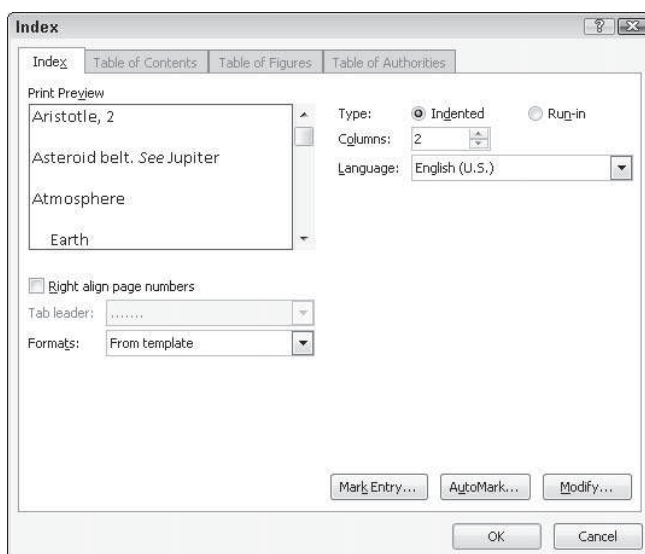 Index
Index Table of Contents Table of Figures Table of Authorities
Print Preview
Aristotle, 2
Asteroid belt. See Jupiter
Atmosphere
Earth
Type: Indented Run-in
Columns: 2
Language: English (U.S.)
Right align page numbers
Tab leader: .......
Formats: From template
Mark Entry... AutoMark... Modify...
OK Cancel